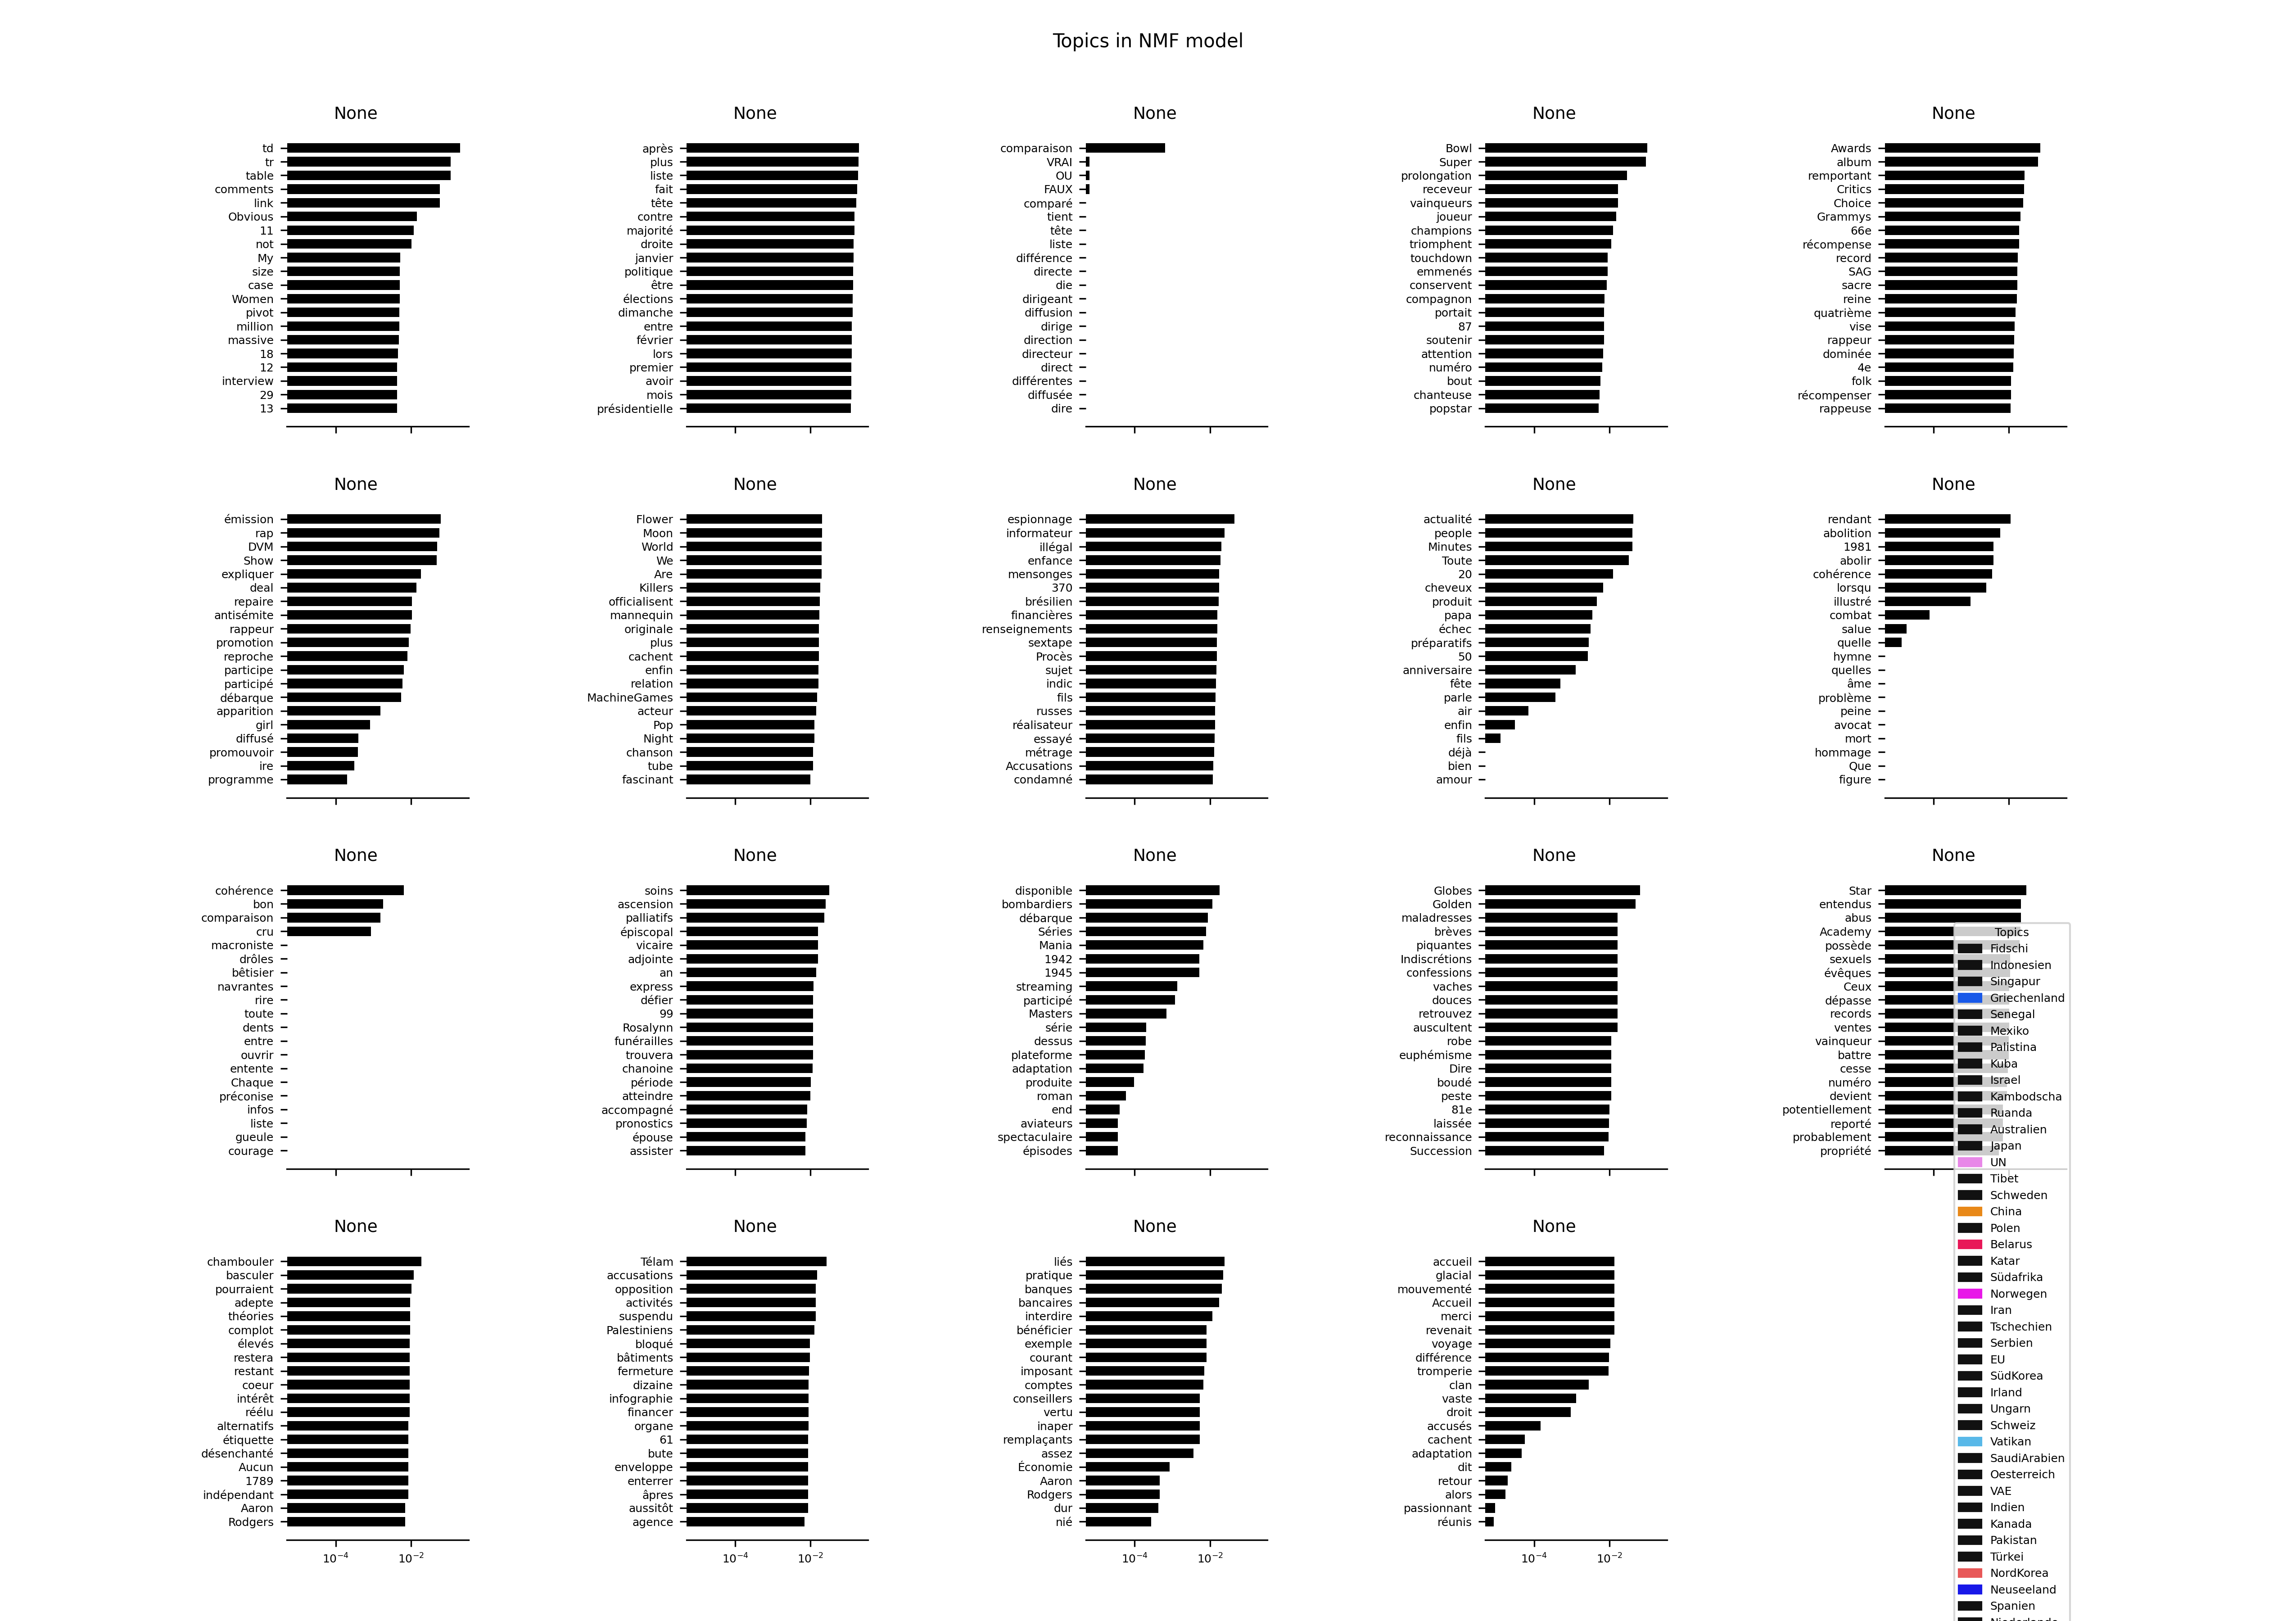 Topics in NMF model
None
td
tr
table
comments
link
Obvious
11
not
My
size
case
Women
pivot
million
massive
18
12
interview
29
13
None
après
plus
liste
fait
tête
contre
majorité
droite
janvier
politique
être
élections
dimanche
entre
février
lors
premier
avoir
mois
présidentielle
None
comparaison
VRAI
OU
FAUX
comparé
tient
tête
liste
différence
directe
die
dirigeant
diffusion
dirige
direction
directeur
direct
différentes
diffusée
dire
None
Bowl
Super
prolongation
receveur
vainqueurs
joueur
champions
triomphent
touchdown
emmenés
conservent
compagnon
portait
87
soutenir
attention
numéro
bout
chanteuse
popstar
None
Awards
album
remportant
Critics
Choice
Grammys
66e
récompense
record
SAG
sacre
reine
quatrième
vise
rappeur
dominée
4e
folk
récompenser
rappeuse
None
émission
rap
DVM
Show
expliquer
deal
repaire
antisémite
rappeur
promotion
reproche
participe
participé
débarque
apparition
girl
diffusé
promouvoir
ire
programme
None
Flower
Moon
World
We
Are
Killers
officialisent
mannequin
originale
plus
cachent
enfin
relation
MachineGames
acteur
Pop
Night
chanson
tube
fascinant
None
espionnage
informateur
illégal
enfance
mensonges
370
brésilien
financières
renseignements
sextape
Procès
sujet
indic
fils
russes
réalisateur
essayé
métrage
Accusations
condamné
None
actualité
people
Minutes
Toute
20
cheveux
produit
papa
échec
préparatifs
50
anniversaire
fête
parle
air
enfin
fils
déjà
bien
amour
None
rendant
abolition
1981
abolir
cohérence
lorsqu
illustré
combat
salue
quelle
hymne
quelles
âme
problème
peine
avocat
mort
hommage
Que
figure
None
cohérence
bon
comparaison
cru
macroniste
drôles
bêtisier
navrantes
rire
toute
dents
entre
ouvrir
entente
Chaque
préconise
infos
liste
gueule
courage
None
soins
ascension
palliatifs
épiscopal
vicaire
adjointe
an
express
défier
99
Rosalynn
funérailles
trouvera
chanoine
période
atteindre
accompagné
pronostics
épouse
assister
None
disponible
bombardiers
débarque
Séries
Mania
1942
1945
streaming
participé
Masters
série
dessus
plateforme
adaptation
produite
roman
end
aviateurs
spectaculaire
épisodes
None
Globes
Golden
maladresses
brèves
piquantes
Indiscrétions
confessions
vaches
douces
retrouvez
auscultent
robe
euphémisme
Dire
boudé
peste
81e
laissée
reconnaissance
Succession
None
Star
entendus
abus
Academy
possède
sexuels
évêques
Ceux
dépasse
records
ventes
vainqueur
battre
cesse
numéro
devient
potentiellement
reporté
probablement
propriété
None
chambouler
basculer
pourraient
adepte
théories
complot
élevés
restera
restant
coeur
intérêt
réélu
alternatifs
étiquette
désenchanté
Aucun
1789
indépendant
Aaron
Rodgers
10⁻⁴ 10⁻²
None
Télam
accusations
opposition
activités
suspendu
Palestiniens
bloqué
bâtiments
fermeture
dizaine
infographie
financer
organe
61
bute
enveloppe
enterrer
âpres
aussitôt
agence
10⁻⁴ 10⁻²
None
liés
pratique
banques
bancaires
interdire
bénéficier
exemple
courant
imposant
comptes
conseillers
vertu
inaper
remplaçants
assez
Économie
Aaron
Rodgers
dur
nié
10⁻⁴ 10⁻²
None
accueil
glacial
mouvementé
Accueil
merci
revenait
voyage
différence
tromperie
clan
vaste
droit
accusés
cachent
adaptation
dit
retour
alors
passionnant
réunis
10⁻⁴ 10⁻²
Topics
Fidschi
Indonesien
Singapur
Griechenland
Senegal
Mexiko
Palistina
Kuba
Israel
Kambodscha
Ruanda
Australien
Japan
UN
Tibet
Schweden
China
Polen
Belarus
Katar
Südafrika
Norwegen
Iran
Tschechien
Serbien
EU
SüdKorea
Irland
Ungarn
Schweiz
Vatikan
SaudiArabien
Oesterreich
VAE
Indien
Kanada
Pakistan
Türkei
NordKorea
Neuseeland
Spanien